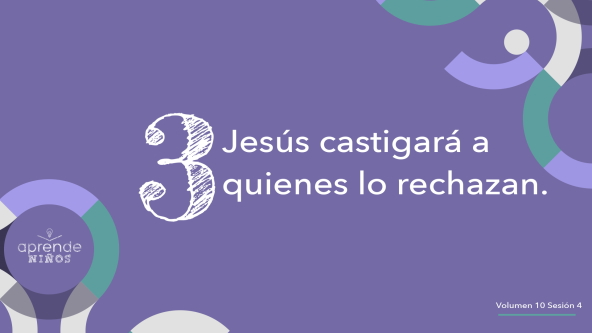 3
Jesús castigará a
quienes lo rechazan.
aprende
NIÑOS
Volumen 10 Sesión 4